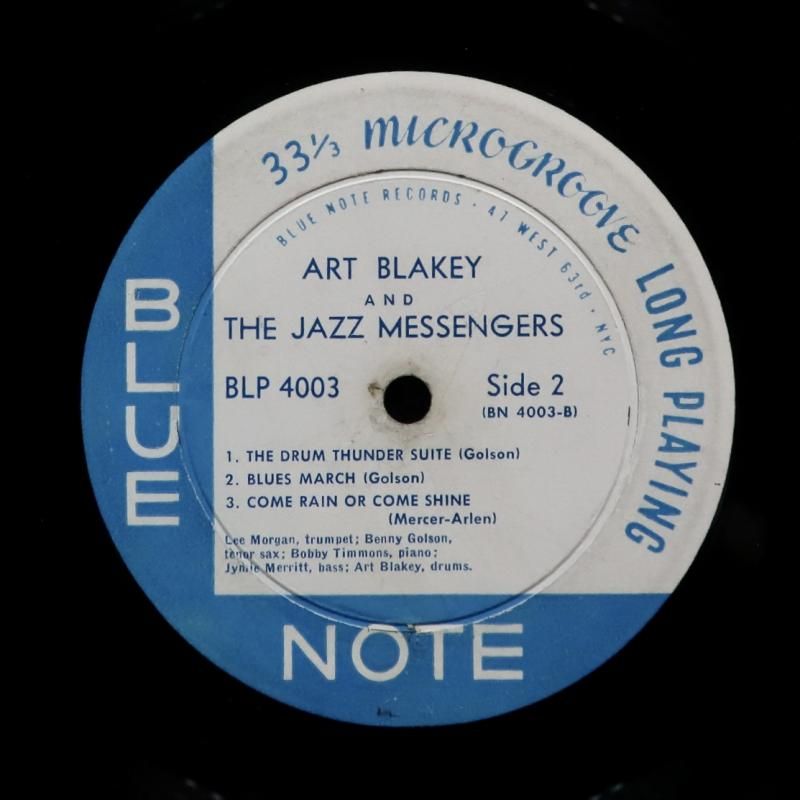 33⅓ MICROGROOVE LONG PLAYING
BLUE NOTE RECORDS · 47 WEST 63rd · NYC
ART BLAKEY
AND
THE JAZZ MESSENGERS
BLP 4003
Side 2
(BN 4003-B)
1. THE DRUM THUNDER SUITE (Golson)
2. BLUES MARCH (Golson)
3. COME RAIN OR COME SHINE
(Mercer-Arlen)
Lee Morgan, trumpet; Benny Golson,
tenor sax; Bobby Timmons, piano;
Jymie Merritt, bass; Art Blakey, drums.
BLUE
NOTE